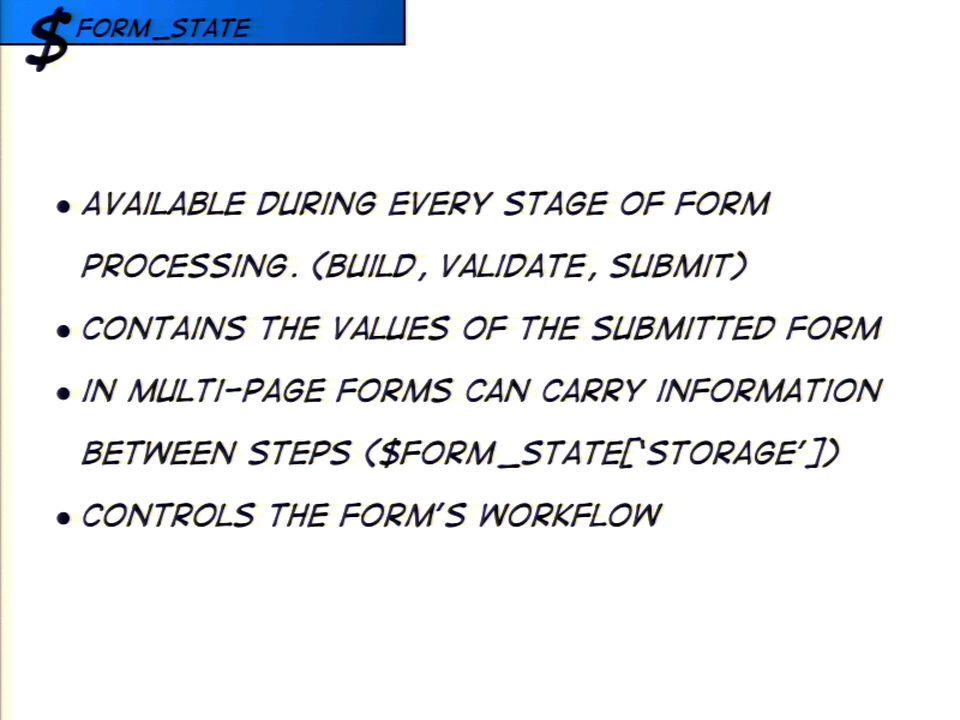 $FORM_STATE
• AVAILABLE DURING EVERY STAGE OF FORM
PROCESSING. (BUILD, VALIDATE, SUBMIT)
• CONTAINS THE VALUES OF THE SUBMITTED FORM
• IN MULTI-PAGE FORMS CAN CARRY INFORMATION
BETWEEN STEPS ($FORM_STATE[‘STORAGE’])
• CONTROLS THE FORM’S WORKFLOW